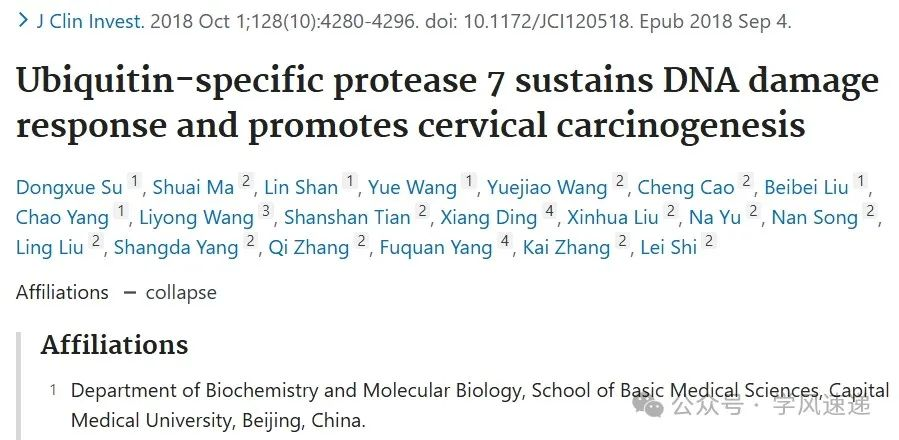 > J Clin Invest. 2018 Oct 1;128(10):4280-4296. doi: 10.1172/JCI120518. Epub 2018 Sep 4.
Ubiquitin-specific protease 7 sustains DNA damage
response and promotes cervical carcinogenesis
Dongxue Su 1, Shuai Ma 2, Lin Shan 1, Yue Wang 1, Yuejiao Wang 2, Cheng Cao 2, Beibei Liu 1,
Chao Yang 1, Liyong Wang 3, Shanshan Tian 2, Xiang Ding 4, Xinhua Liu 2, Na Yu 2, Nan Song 2,
Ling Liu 2, Shangda Yang 2, Qi Zhang 2, Fuquan Yang 4, Kai Zhang 2, Lei Shi 2
Affiliations − collapse
Affiliations
1 Department of Biochemistry and Molecular Biology, School of Basic Medical Sciences, Capital
Medical University, Beijing, China.
公众号 · 学风速递